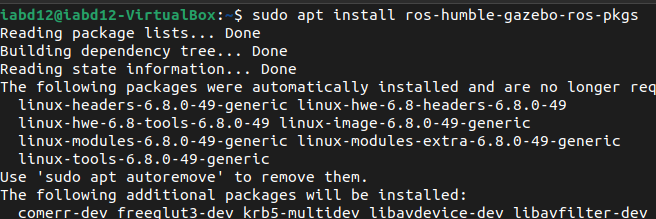 iabd12@iabd12-VirtualBox:~$ sudo apt install ros-humble-gazebo-ros-pkgs
Reading package lists... Done
Building dependency tree... Done
Reading state information... Done
The following packages were automatically installed and are no longer req
linux-headers-6.8.0-49-generic linux-hwe-6.8-headers-6.8.0-49
linux-hwe-6.8-tools-6.8.0-49 linux-image-6.8.0-49-generic
linux-modules-6.8.0-49-generic linux-modules-extra-6.8.0-49-generic
linux-tools-6.8.0-49-generic
Use 'sudo apt autoremove' to remove them.
The following additional packages will be installed:
comerr-dev freeglut3-dev krb5-multidev libavdevice-dev libavfilter-dev